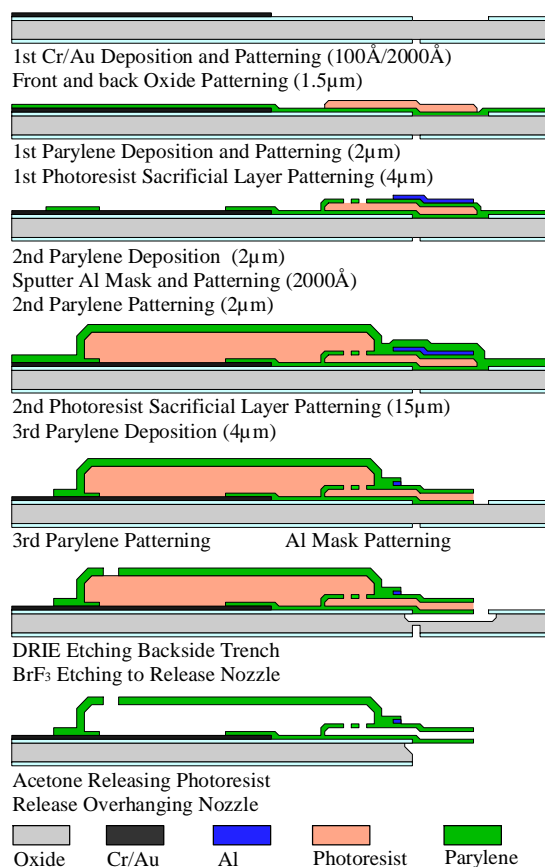 1st Cr/Au Deposition and Patterning (100Å/2000Å)
Front and back Oxide Patterning (1.5µm)
1st Parylene Deposition and Patterning (2µm)
1st Photoresist Sacrificial Layer Patterning (4µm)
2nd Parylene Deposition (2µm)
Sputter Al Mask and Patterning (2000Å)
2nd Parylene Patterning (2µm)
2nd Photoresist Sacrificial Layer Patterning (15µm)
3rd Parylene Deposition (4µm)
3rd Parylene Patterning Al Mask Patterning
DRIE Etching Backside Trench
BrF₃ Etching to Release Nozzle
Acetone Releasing Photoresist
Release Overhanging Nozzle
Oxide Cr/Au Al Photoresist Parylene